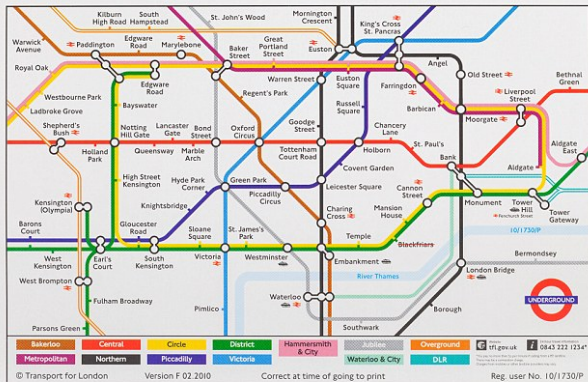 Kilburn
High Road
South
Hampstead
St. John's Wood
Mornington
Crescent
King's Cross
St. Pancras
Warwick
Avenue
Paddington
Edgware
Road
Marylebone
Baker
Street
Great
Portland
Street
Euston
Angel
Royal Oak
Edgware
Road
Warren Street
Euston
Square
Farringdon
Old Street
Liverpool
Street
Bethnal
Green
Westbourne Park
Ladbroke Grove
Bayswater
Regent's Park
Russell
Square
Barbican
Moorgate
Shepherd's
Bush
Notting
Hill Gate
Lancaster
Gate
Bond
Street
Oxford
Circus
Goodge
Street
Chancery
Lane
St. Paul's
Bank
Aldgate
East
Holland
Park
Queensway
Marble
Arch
Tottenham
Court Road
Holborn
Aldgate
High Street
Kensington
Hyde Park
Corner
Green Park
Covent Garden
Leicester Square
Cannon
Street
Monument
Tower
Hill
Fenchurch Street
Tower
Gateway
Kensington
(Olympia)
Knightsbridge
Piccadilly
Circus
Charing
Cross
Mansion
House
Barons
Court
Gloucester
Road
Sloane
Square
St. James's
Park
Temple
Blackfriars
10/1730/P
West
Kensington
Earl's
Court
South
Kensington
Victoria
Westminster
Embankment
London Bridge
Bermondsey
West Brompton
River Thames
Fulham Broadway
Pimlico
Waterloo
Borough
UNDERGROUND
Parsons Green
Southwark
Bakerloo
Central
Circle
District
Hammersmith
& City
Jubilee
Overground
tfl.gov.uk
0843 222 1234*
Metropolitan
Northern
Piccadilly
Victoria
Waterloo & City
DLR
© Transport for London
Version F 02.2010
Correct at time of going to print
Reg. user No. 10/1730/P